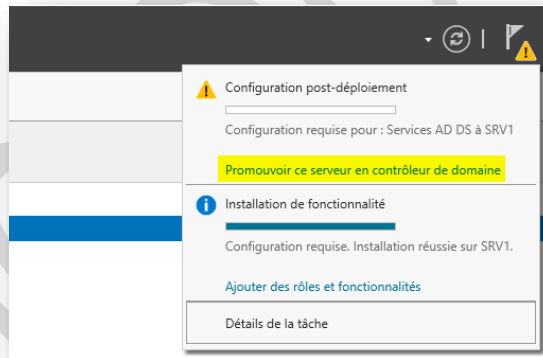 Configuration post-déploiement
Configuration requise pour : Services AD DS à SRV1
Promouvoir ce serveur en contrôleur de domaine
Installation de fonctionnalité
Configuration requise. Installation réussie sur SRV1.
Ajouter des rôles et fonctionnalités
Détails de la tâche